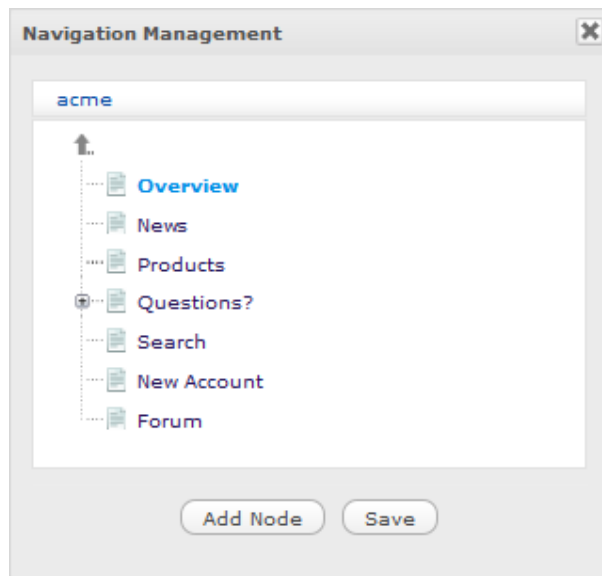 Navigation Management
acme
Overview
News
Products
Questions?
Search
New Account
Forum
Add Node Save